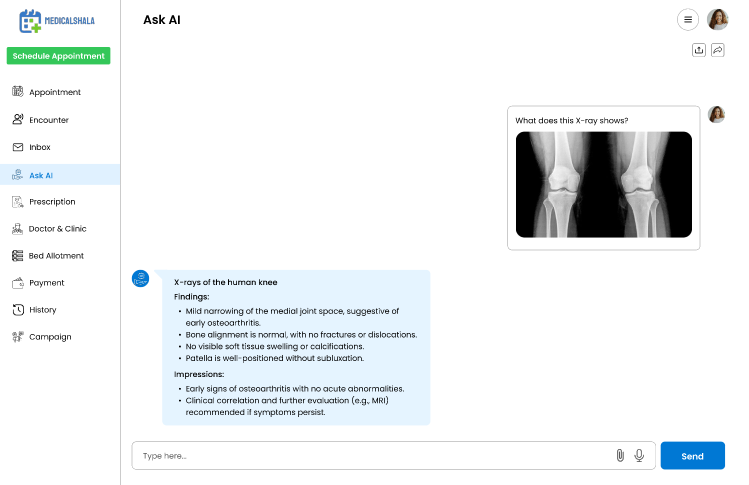 MEDICALSHALA
Ask AI
Schedule Appointment
Appointment
Encounter
Inbox
Ask AI
Prescription
Doctor & Clinic
Bed Allotment
Payment
History
Campaign
What does this X-ray shows?
X-rays of the human knee
Findings:
• Mild narrowing of the medial joint space, suggestive of
early osteoarthritis.
• Bone alignment is normal, with no fractures or dislocations.
• No visible soft tissue swelling or calcifications.
• Patella is well-positioned without subluxation.
Impressions:
• Early signs of osteoarthritis with no acute abnormalities.
• Clinical correlation and further evaluation (e.g., MRI)
recommended if symptoms persist.
Type here...
Send